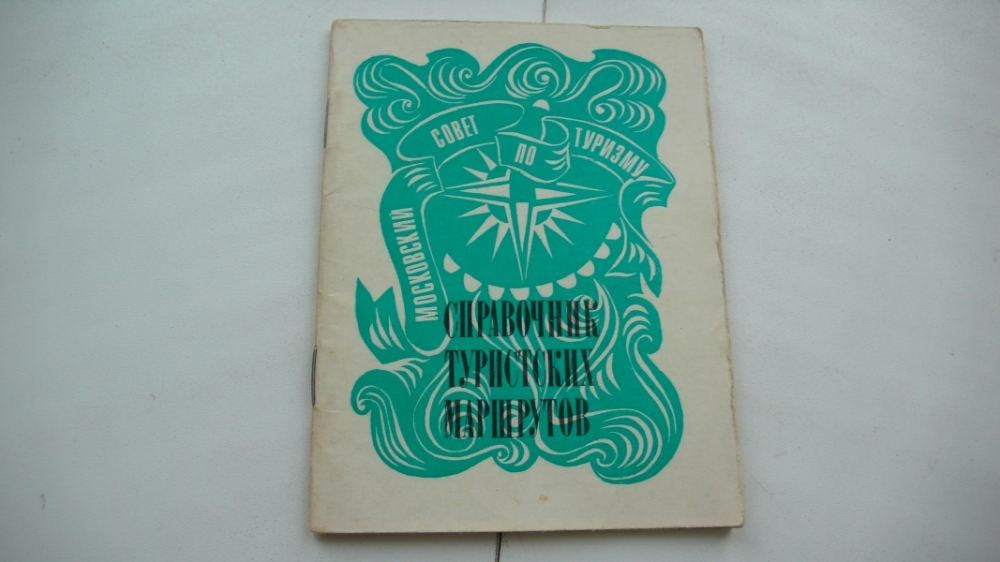 МОСКОВСКИЙ
СОВЕТ
ПО
ТУРИЗМУ
СПРАВОЧНИК
ТУРИСТСКИХ
МАРШРУТОВ